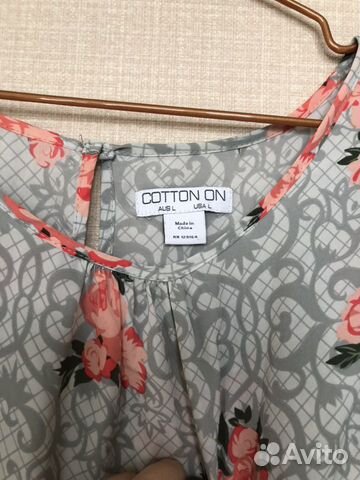 COTTON ON
AUS L USA L
Made in
China
Avito